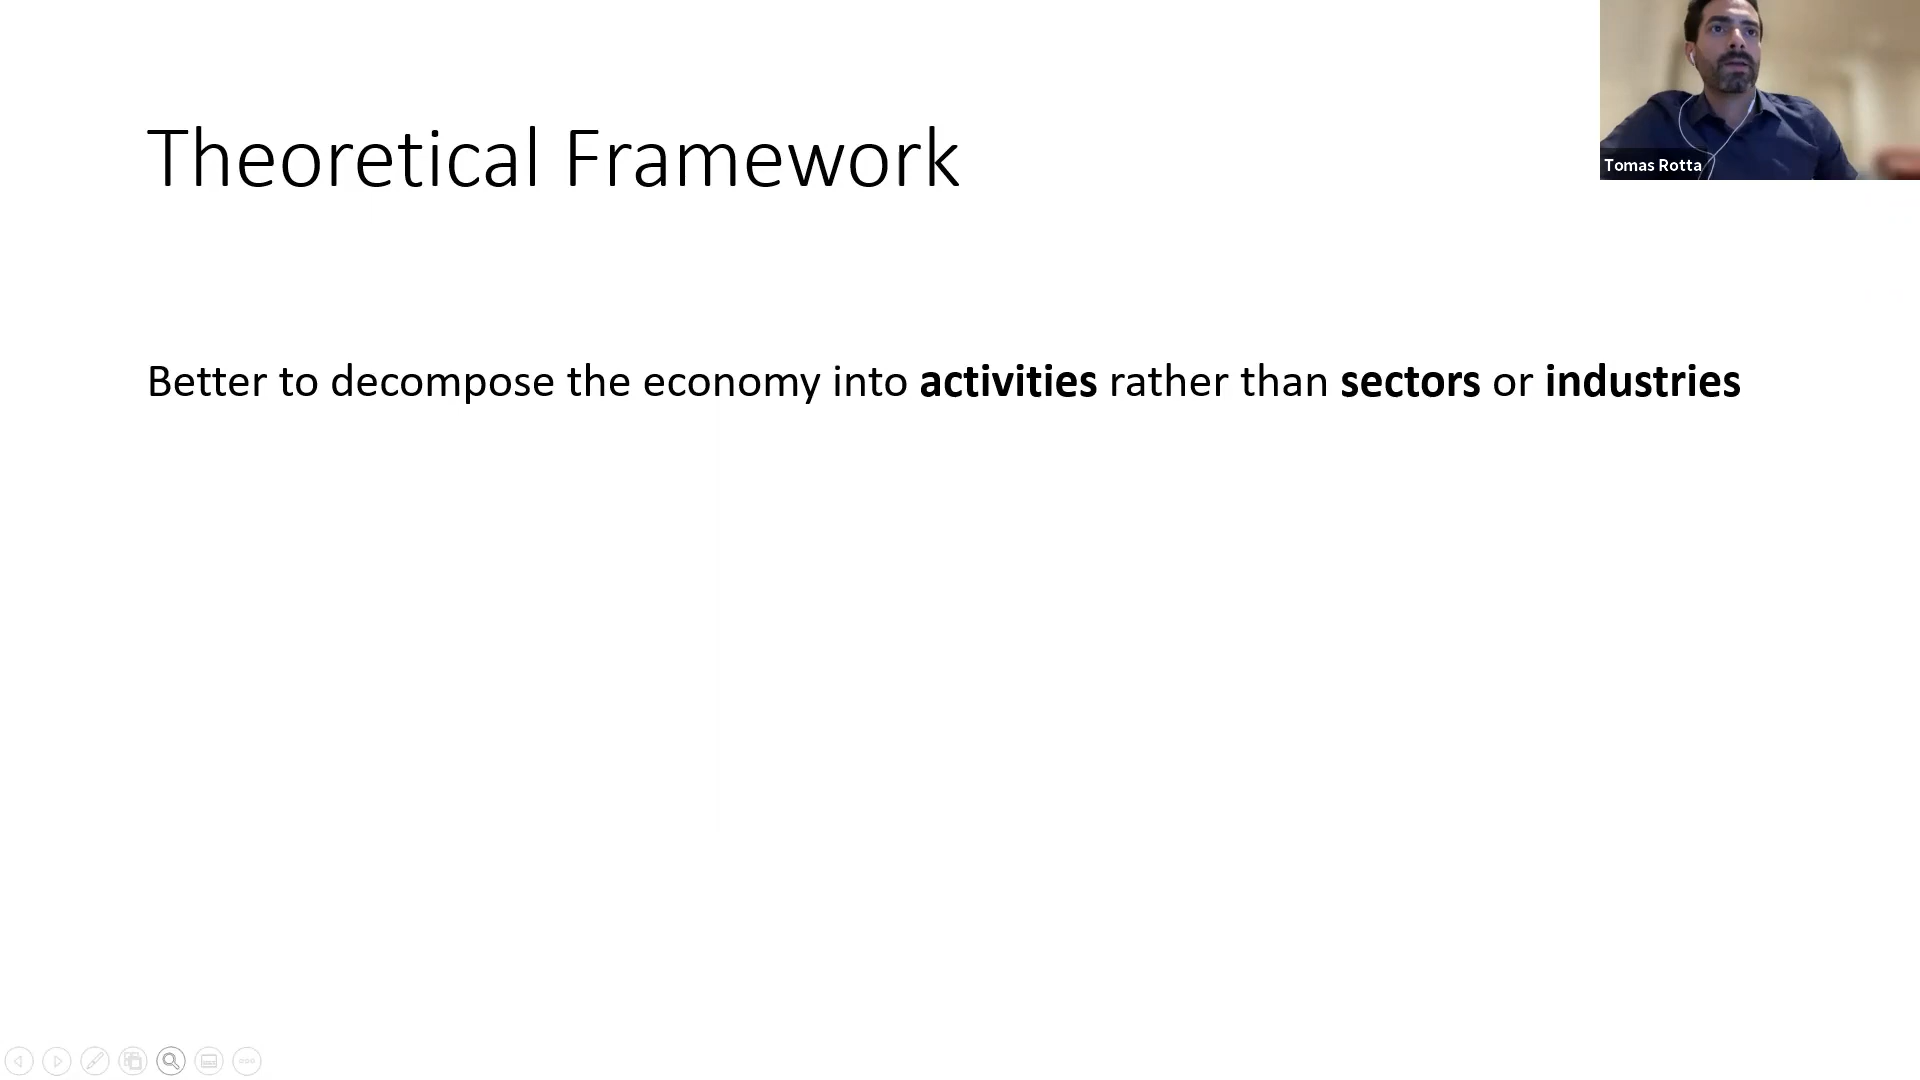 Theoretical Framework
Tomas Rotta
Better to decompose the economy into activities rather than sectors or industries